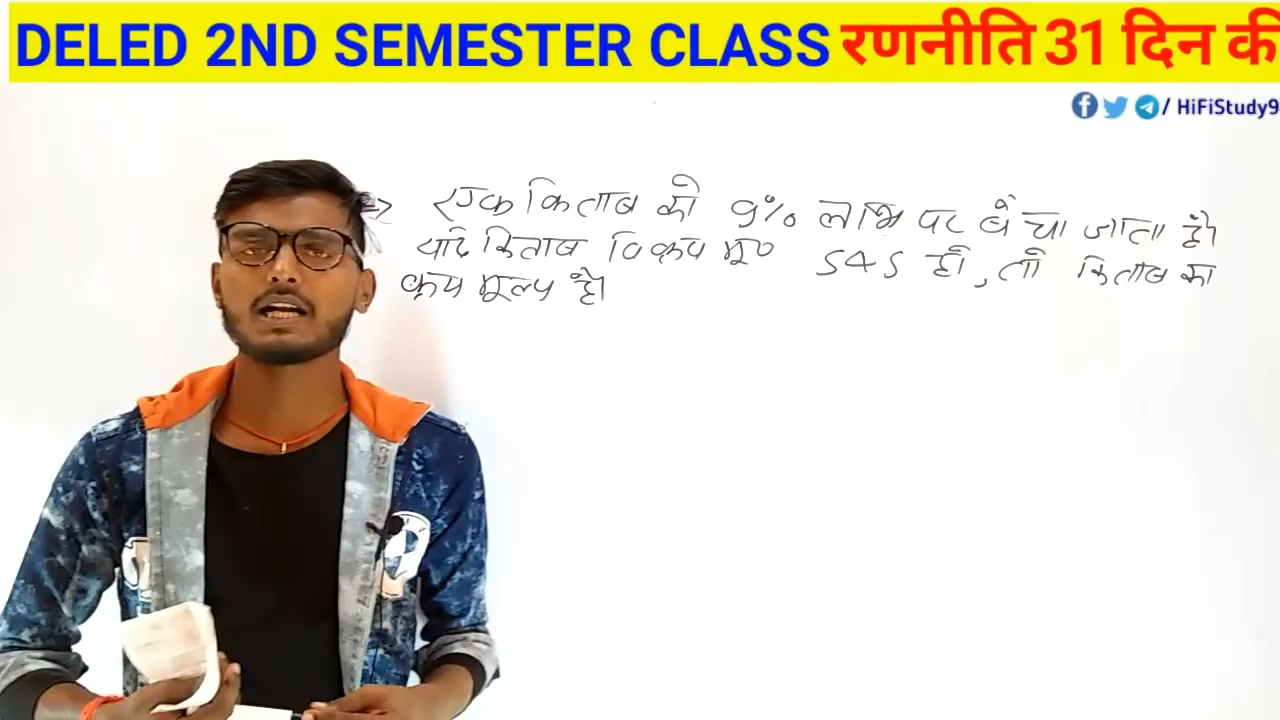 DELED 2ND SEMESTER CLASS रणनीति 31 दिन की
/ HiFiStudy9
→ एक किताब को 9% लाभ पर बेचा जाता है।
यदि किताब विक्रय मू० 545 हो, तो किताब का
क्रय मूल्य है।